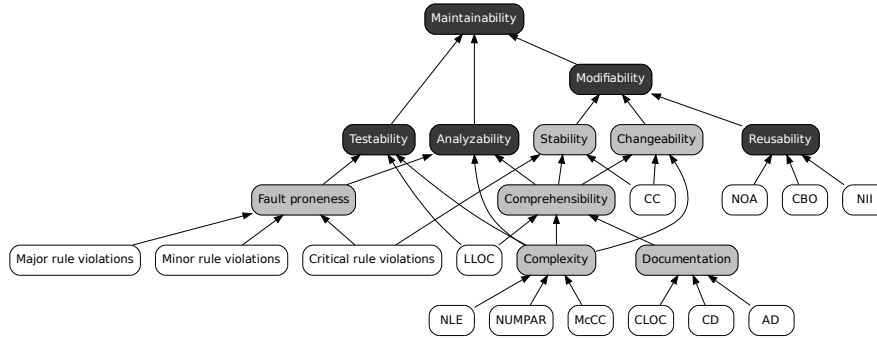 Maintainability
Modifiability
Testability
Analyzability
Stability
Changeability
Reusability
Fault proneness
Comprehensibility
CC
NOA
CBO
NII
Major rule violations
Minor rule violations
Critical rule violations
LLOC
Complexity
Documentation
NLE
NUMPAR
McCC
CLOC
CD
AD